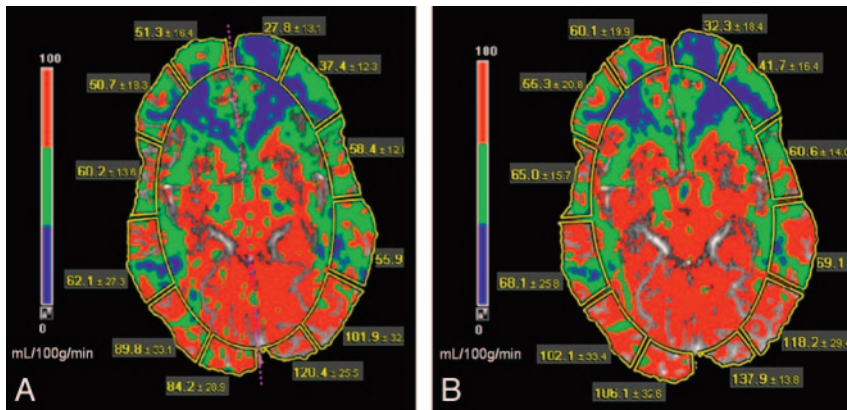 51.3 ± 16.4
27.8 ± 13.1
100
50.7 ± 18.3
37.4 ± 12.3
60.2 ± 13.6
58.4 ± 12.
62.1 ± 27.3
55.9
0
mL/100g/min
89.8 ± 33.1
101.9 ± 32.
84.2 ± 28.9
120.4 ± 25.5
A
60.1 ± 19.9
32.3 ± 18.4
100
55.3 ± 20.8
41.7 ± 16.4
65.0 ± 15.7
60.6 ± 14.0
68.1 ± 25.8
69.1
0
mL/100g/min
102.1 ± 33.4
118.2 ± 29.
106.1 ± 32.6
137.9 ± 13.8
B